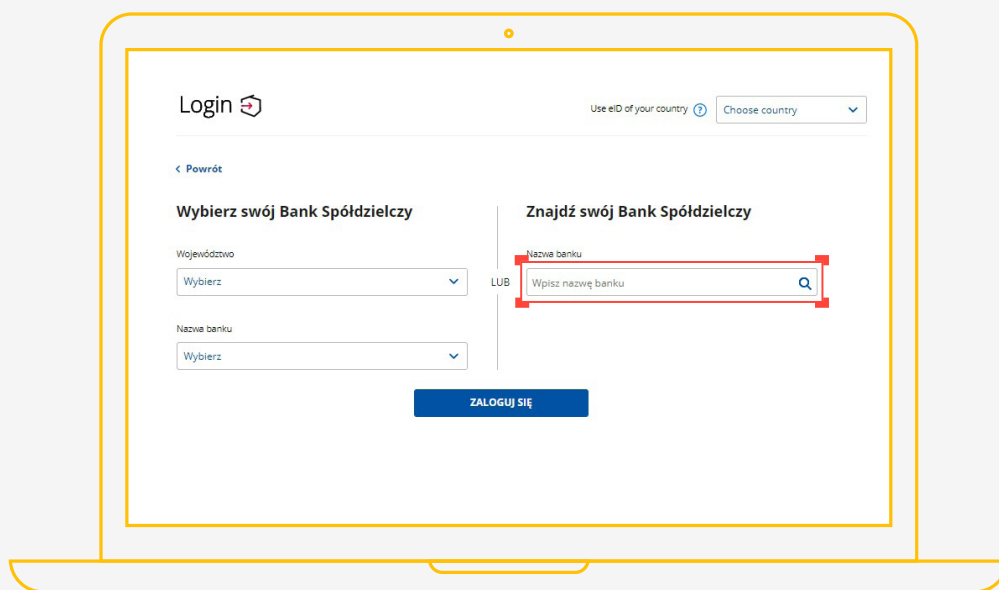 Login
Use eID of your country ? Choose country
Powrót
Wybierz swój Bank Spółdzielczy
Województwo
Wybierz
Nazwa banku
Wybierz
LUB
Znajdź swój Bank Spółdzielczy
Nazwa banku
Wpisz nazwę banku
ZALOGUJ SIĘ